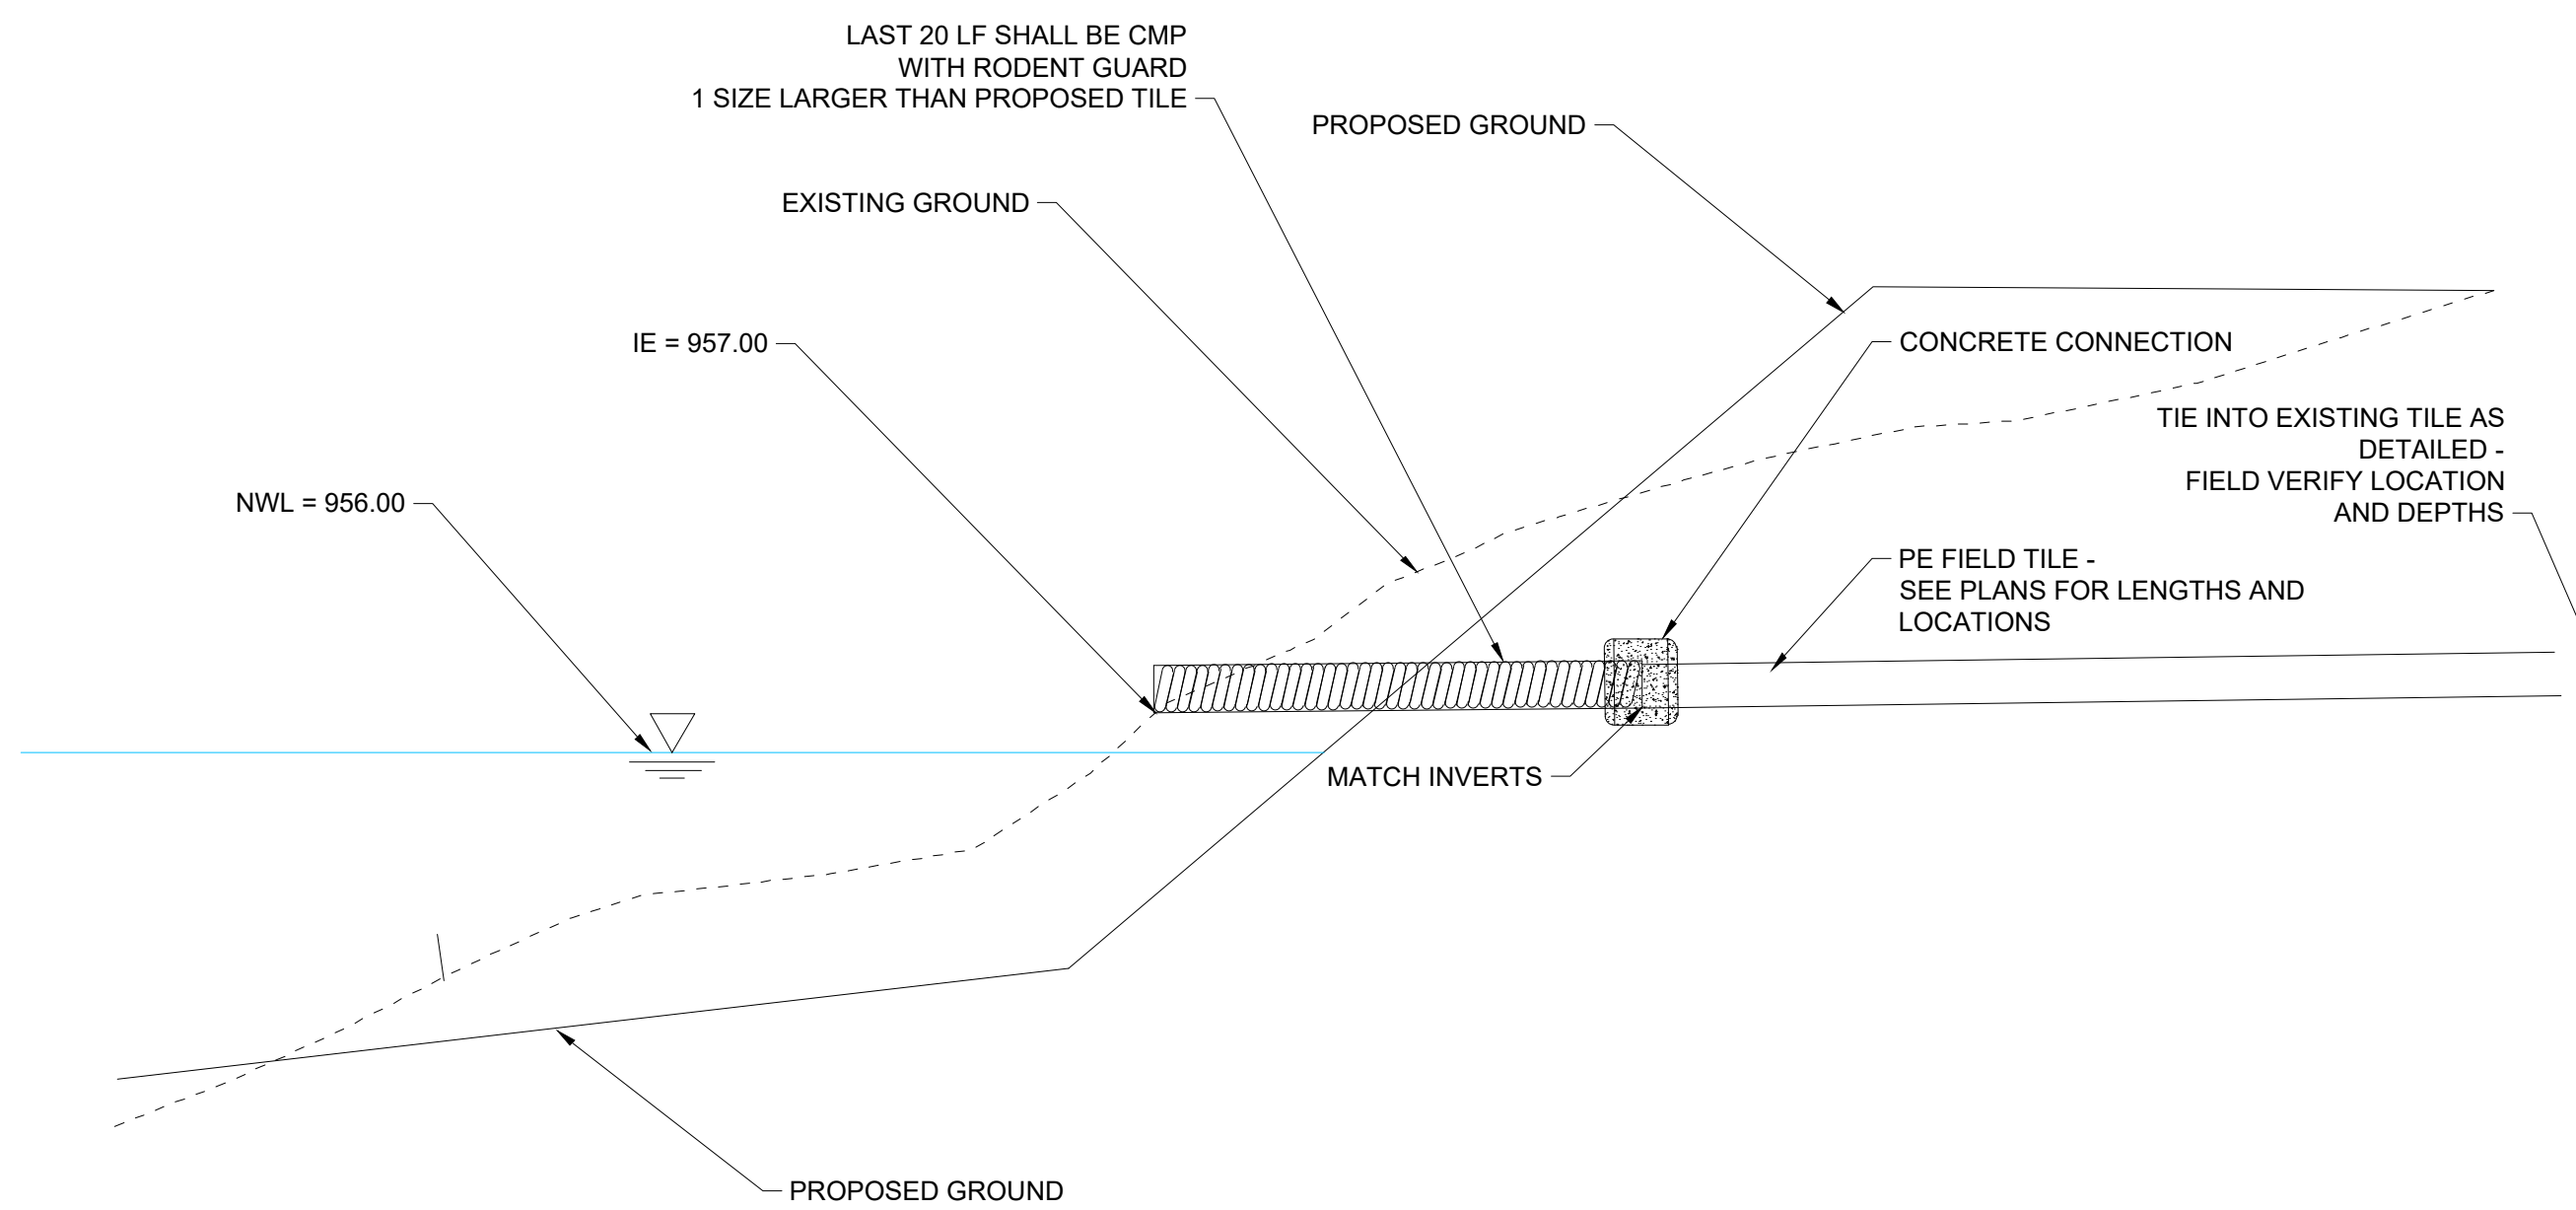 LAST 20 LF SHALL BE CMP
WITH RODENT GUARD
1 SIZE LARGER THAN PROPOSED TILE
PROPOSED GROUND
EXISTING GROUND
IE = 957.00
CONCRETE CONNECTION
TIE INTO EXISTING TILE AS
DETAILED -
FIELD VERIFY LOCATION
AND DEPTHS
NWL = 956.00
PE FIELD TILE -
SEE PLANS FOR LENGTHS AND
LOCATIONS
MATCH INVERTS
PROPOSED GROUND